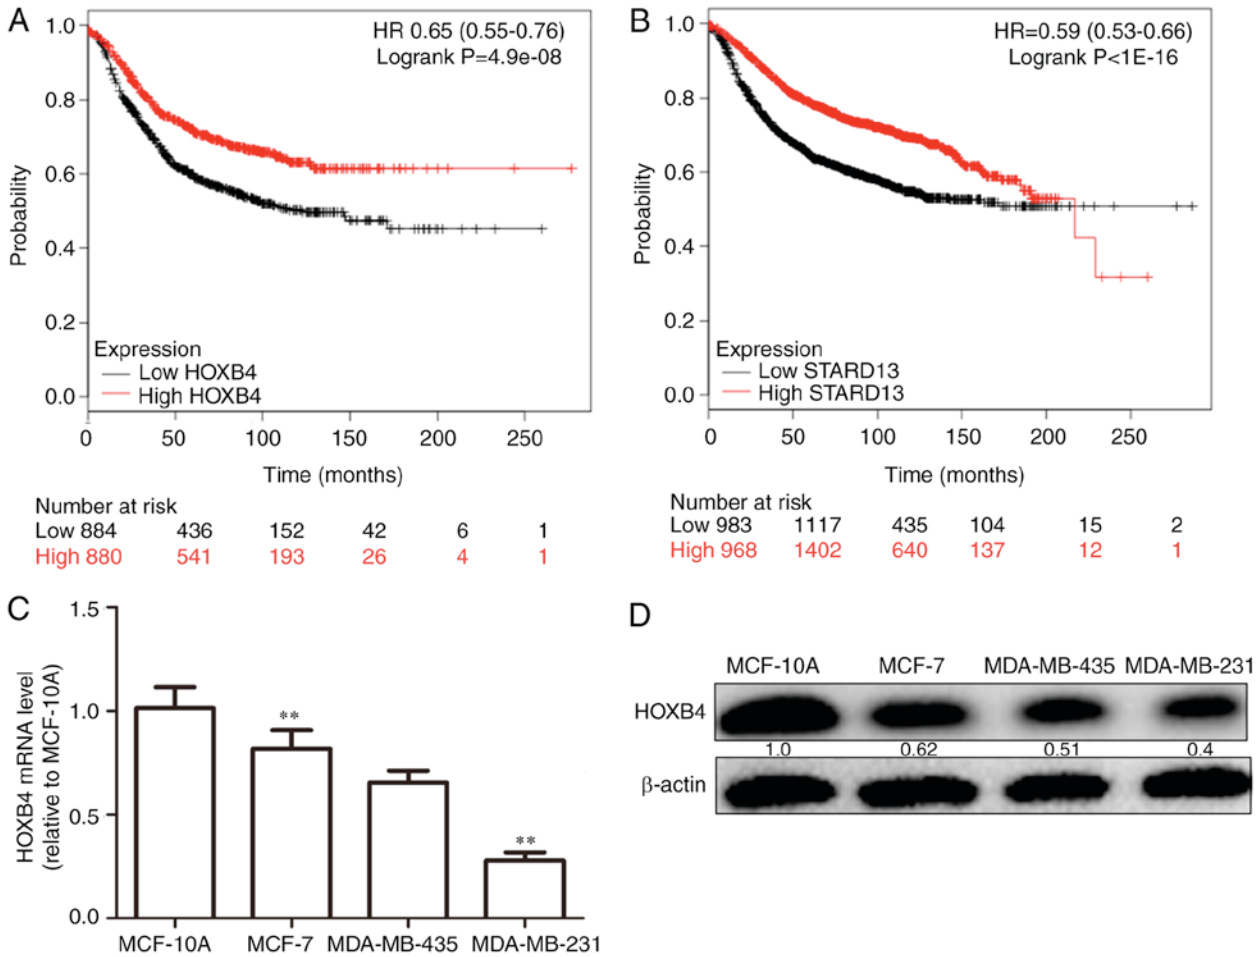 A
HR 0.65 (0.55-0.76)
Logrank P=4.9e-08
1.0
0.8
0.6
0.4
0.2
0.0
Probability
Expression
Low HOXB4
High HOXB4
0 50 100 150 200 250
Time (months)
Number at risk
Low 884 436 152 42 6 1
High 880 541 193 26 4 1
B
HR=0.59 (0.53-0.66)
Logrank P<1E-16
1.0
0.8
0.6
0.4
0.2
0.0
Probability
Expression
Low STARD13
High STARD13
0 50 100 150 200 250
Time (months)
Number at risk
Low 983 1117 435 104 15 2
High 968 1402 640 137 12 1
C
HOXB4 mRNA level
(relative to MCF-10A)
1.5
1.0
0.5
0.0
**
**
MCF-10A MCF-7 MDA-MB-435 MDA-MB-231
D
MCF-10A MCF-7 MDA-MB-435 MDA-MB-231
HOXB4
1.0 0.62 0.51 0.4
β-actin